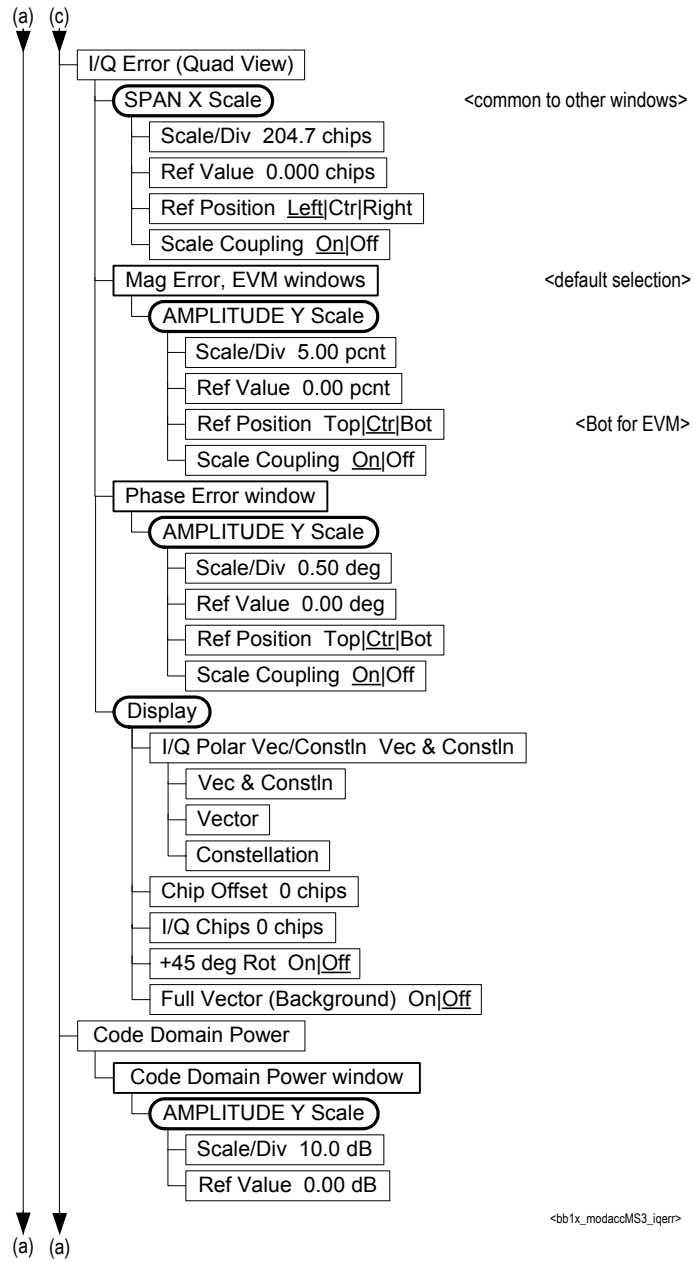 (a) (c)
I/Q Error (Quad View)
SPAN X Scale <common to other windows>
Scale/Div 204.7 chips
Ref Value 0.000 chips
Ref Position Left|Ctr|Right
Scale Coupling On|Off
Mag Error, EVM windows <default selection>
AMPLITUDE Y Scale
Scale/Div 5.00 pcnt
Ref Value 0.00 pcnt
Ref Position Top|Ctr|Bot <Bot for EVM>
Scale Coupling On|Off
Phase Error window
AMPLITUDE Y Scale
Scale/Div 0.50 deg
Ref Value 0.00 deg
Ref Position Top|Ctr|Bot
Scale Coupling On|Off
Display
I/Q Polar Vec/Constln Vec & Constln
Vec & Constln
Vector
Constellation
Chip Offset 0 chips
I/Q Chips 0 chips
+45 deg Rot On|Off
Full Vector (Background) On|Off
Code Domain Power
Code Domain Power window
AMPLITUDE Y Scale
Scale/Div 10.0 dB
Ref Value 0.00 dB
<bb1x_modaccMS3_iqerr>
(a) (a)